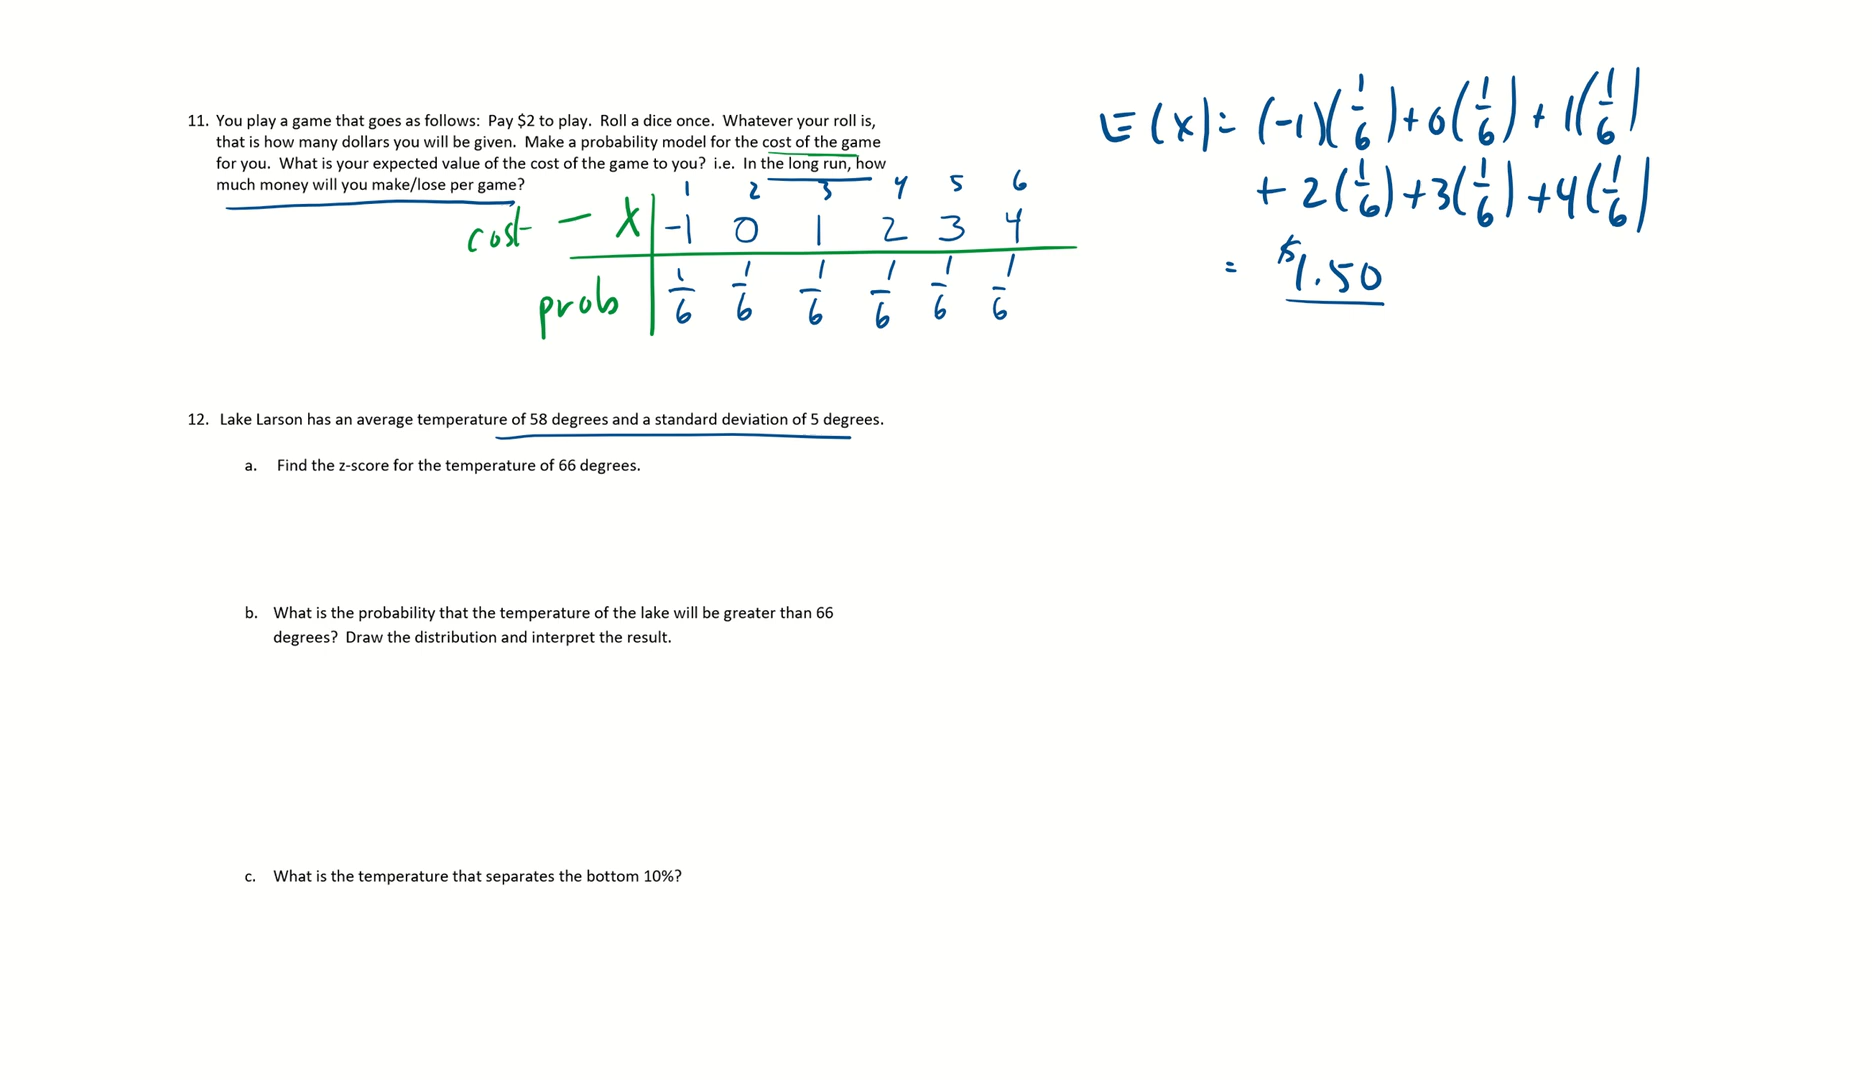 11. You play a game that goes as follows: Pay $2 to play. Roll a dice once. Whatever your roll is,
that is how many dollars you will be given. Make a probability model for the cost of the game
for you. What is your expected value of the cost of the game to you? i.e. In the long run, how
much money will you make/lose per game?
1 2 3 4 5 6
cost - X | -1 0 1 2 3 4
prob | 1/6 1/6 1/6 1/6 1/6 1/6
E(x) = (-1)(1/6) + 0(1/6) + 1(1/6)
+ 2(1/6) + 3(1/6) + 4(1/6)
= $1.50
12. Lake Larson has an average temperature of 58 degrees and a standard deviation of 5 degrees.
a. Find the z-score for the temperature of 66 degrees.
b. What is the probability that the temperature of the lake will be greater than 66
degrees? Draw the distribution and interpret the result.
c. What is the temperature that separates the bottom 10%?